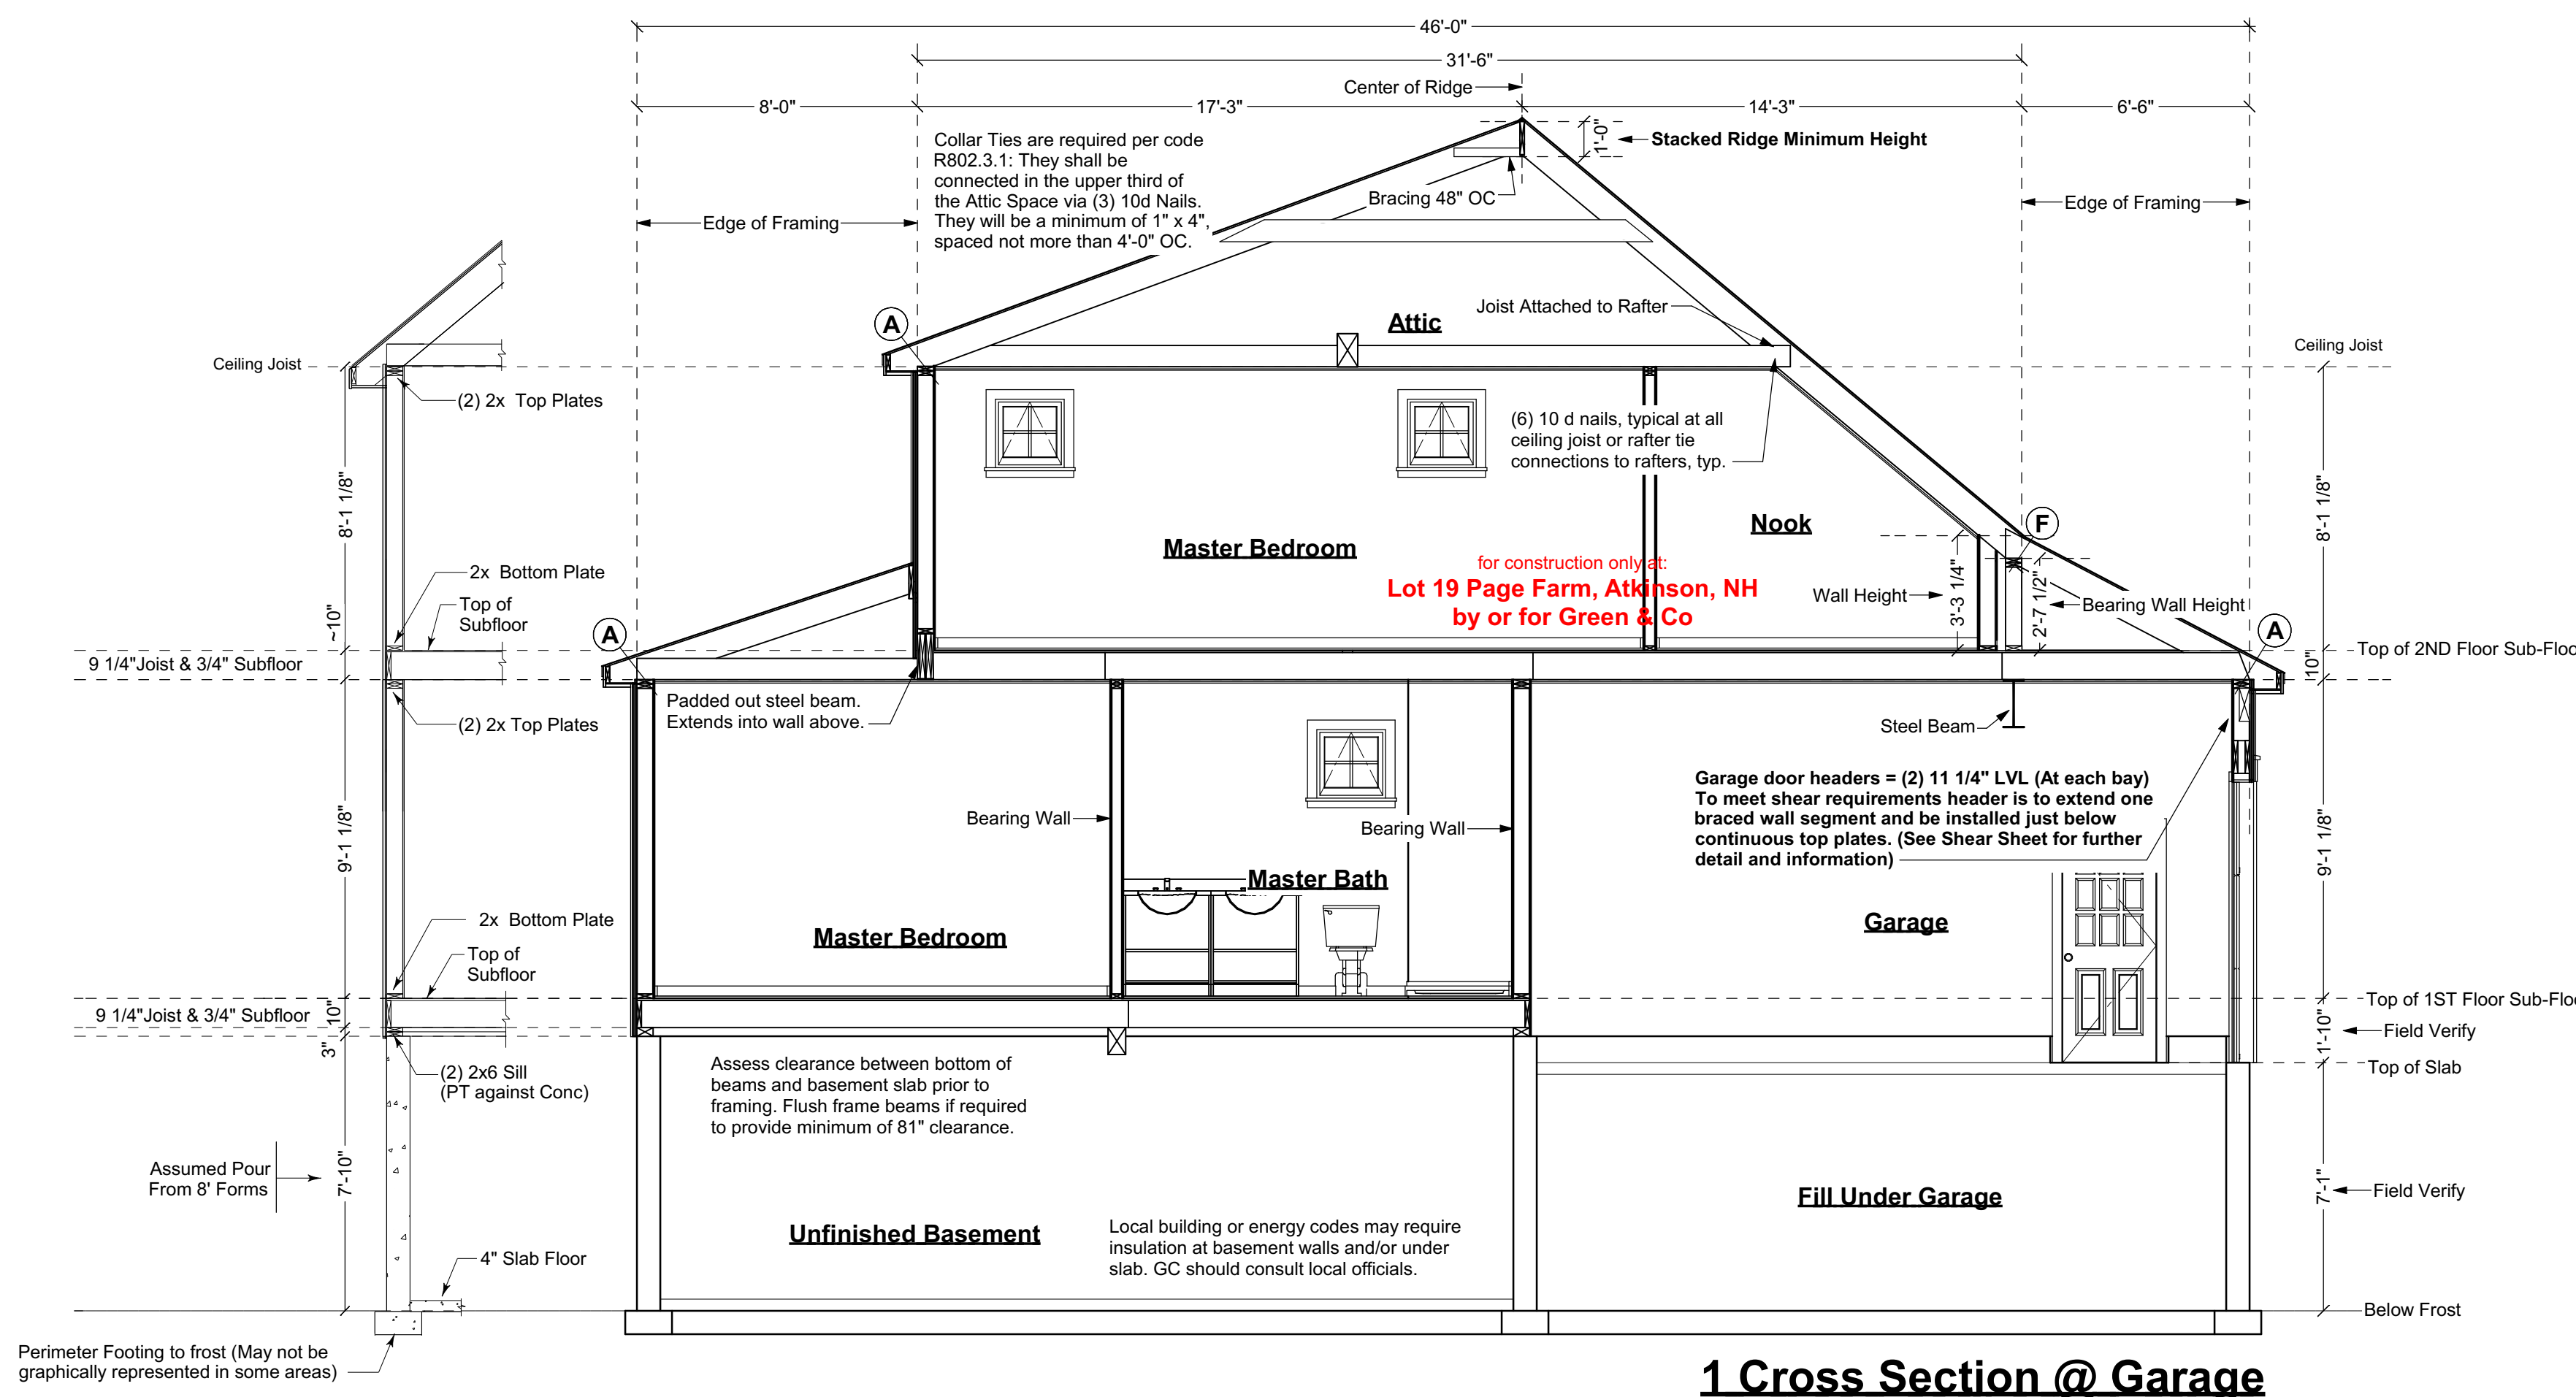 46'-0"
31'-6"
Center of Ridge
8'-0"
17'-3"
14'-3"
6'-6"
Collar Ties are required per code
R802.3.1: They shall be
connected in the upper third of
the Attic Space via (3) 10d Nails.
They will be a minimum of 1" x 4",
spaced not more than 4'-0" OC.
1'-0"
Stacked Ridge Minimum Height
Bracing 48" OC
Edge of Framing
Edge of Framing
Joist Attached to Rafter
Attic
A
Ceiling Joist
Ceiling Joist
(2) 2x Top Plates
(6) 10 d nails, typical at all
ceiling joist or rafter tie
connections to rafters, typ.
8'-1 1/8"
8'-1 1/8"
Nook
F
Master Bedroom
for construction only at:
Lot 19 Page Farm, Atkinson, NH
by or for Green & Co
2x Bottom Plate
Top of
Subfloor
~10"
Wall Height
3'-3 1/4"
2'-7 1/2"
Bearing Wall Height
A
A
9 1/4"Joist & 3/4" Subfloor
10"
Top of 2ND Floor Sub-Floo
Padded out steel beam.
Extends into wall above.
(2) 2x Top Plates
Steel Beam
Garage door headers = (2) 11 1/4" LVL (At each bay)
To meet shear requirements header is to extend one
braced wall segment and be installed just below
continuous top plates. (See Shear Sheet for further
detail and information)
Bearing Wall
Bearing Wall
9'-1 1/8"
9'-1 1/8"
Master Bath
2x Bottom Plate
Master Bedroom
Garage
Top of
Subfloor
9 1/4"Joist & 3/4" Subfloor
10"
Top of 1ST Floor Sub-Floo
1'-10"
Field Verify
3"
(2) 2x6 Sill
(PT against Conc)
Assess clearance between bottom of
beams and basement slab prior to
framing. Flush frame beams if required
to provide minimum of 81" clearance.
Top of Slab
Assumed Pour
From 8' Forms
7'-10"
7'-1"
Field Verify
Fill Under Garage
Unfinished Basement
Local building or energy codes may require
insulation at basement walls and/or under
slab. GC should consult local officials.
4" Slab Floor
Below Frost
Perimeter Footing to frost (May not be
graphically represented in some areas)
1 Cross Section @ Garage